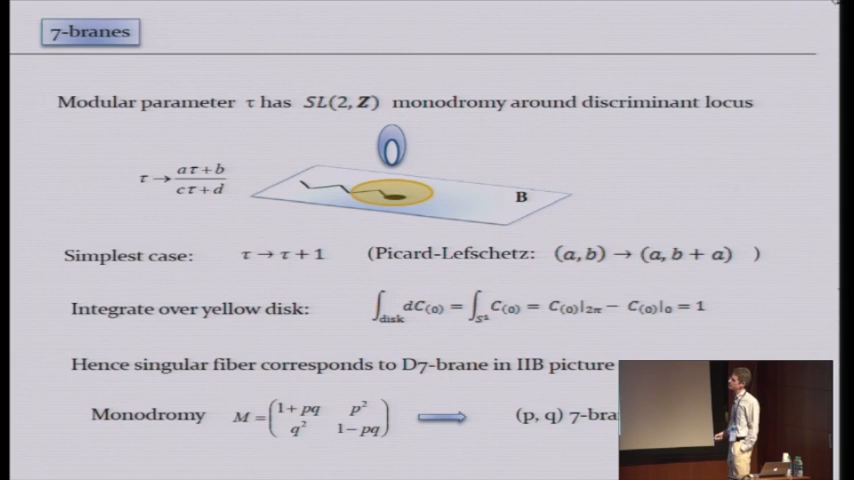 7-branes
Modular parameter τ has SL(2, Z) monodromy around discriminant locus
τ → (aτ + b)/(cτ + d)
B
Simplest case: τ → τ + 1 (Picard-Lefschetz: (a, b) → (a, b + a) )
Integrate over yellow disk: ∫_disk dC_(0) = ∫_{S¹} C_(0) = C_(0)|_{2π} − C_(0)|_0 = 1
Hence singular fiber corresponds to D7-brane in IIB picture
Monodromy M = (1 + pq p² q² 1 − pq) (p, q) 7-bra